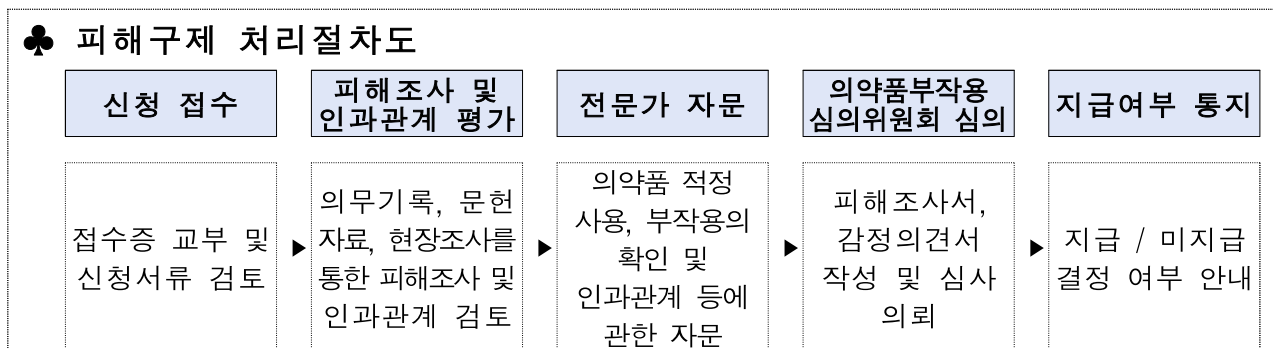 ♣ 피해구제 처리절차도
신청 접수
피해조사 및
인과관계 평가
전문가 자문
의약품부작용
심의위원회 심의
지급여부 통지
접수증 교부 및
신청서류 검토
▶
의무기록, 문헌
자료, 현장조사를
통한 피해조사 및
인과관계 검토
▶
의약품 적정
사용, 부작용의
확인 및
인과관계 등에
관한 자문
▶
피해조사서,
감정의견서
작성 및 심사
의뢰
▶
지급 / 미지급
결정 여부 안내